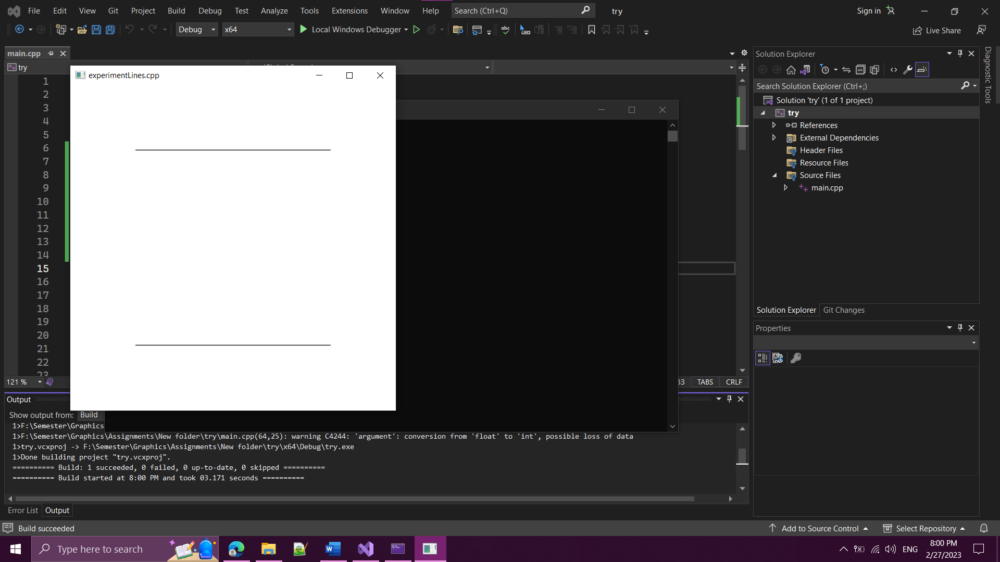 File Edit View Git Project Build Debug Test Analyze Tools Extensions Window Help Search (Ctrl+Q) try Sign in
Debug x64 Local Windows Debugger Live Share
main.cpp
try
experimentLines.cpp
1
2
3
4
5
6
7
8
9
10
11
12
13
14
15
16
17
18
19
20
21
22
23
121 % TABS CRLF
Output
Show output from: Build
1>F:\Semester\Graphics
1>F:\Semester\Graphics\Assignments\New folder\try\main.cpp(64,25): warning C4244: 'argument': conversion from 'float' to 'int', possible loss of data
1>try.vcxproj -> F:\Semester\Graphics\Assignments\New folder\try\x64\Debug\try.exe
1>Done building project "try.vcxproj".
========== Build: 1 succeeded, 0 failed, 0 up-to-date, 0 skipped ==========
========== Build started at 8:00 PM and took 03.171 seconds ==========
Error List Output
Solution Explorer
Search Solution Explorer (Ctrl+;)
Solution 'try' (1 of 1 project)
try
References
External Dependencies
Header Files
Resource Files
Source Files
main.cpp
Solution Explorer Git Changes
Properties
Diagnostic Tools
Build succeeded Add to Source Control Select Repository
Type here to search ENG 8:00 PM
2/27/2023